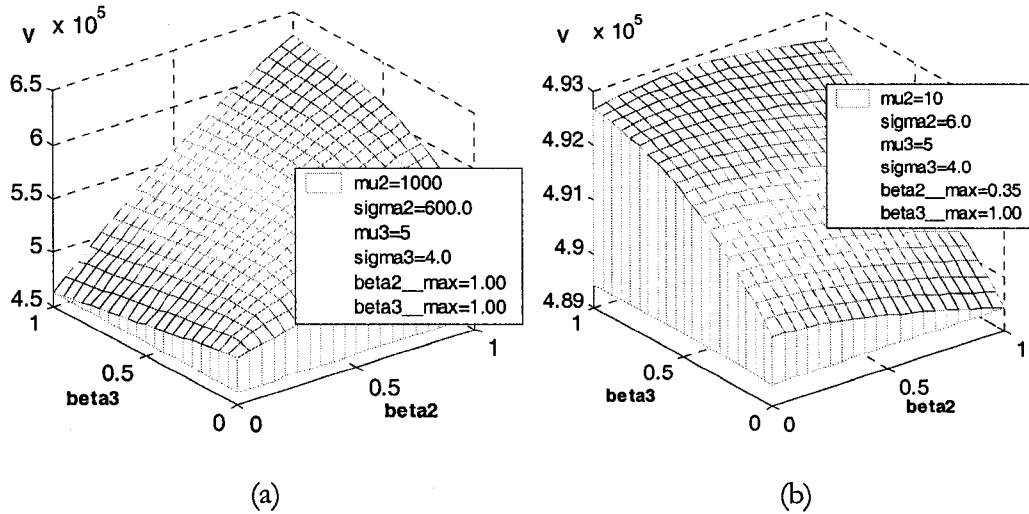 V x 10^5
6.5
6
5.5
5
4.5
1
0.5
0
beta3
0
0.5
1
beta2
mu2=1000
sigma2=600.0
mu3=5
sigma3=4.0
beta2__max=1.00
beta3__max=1.00
(a)
V x 10^5
4.93
4.92
4.91
4.9
4.89
1
0.5
0
beta3
0
0.5
1
beta2
mu2=10
sigma2=6.0
mu3=5
sigma3=4.0
beta2__max=0.35
beta3__max=1.00
(b)